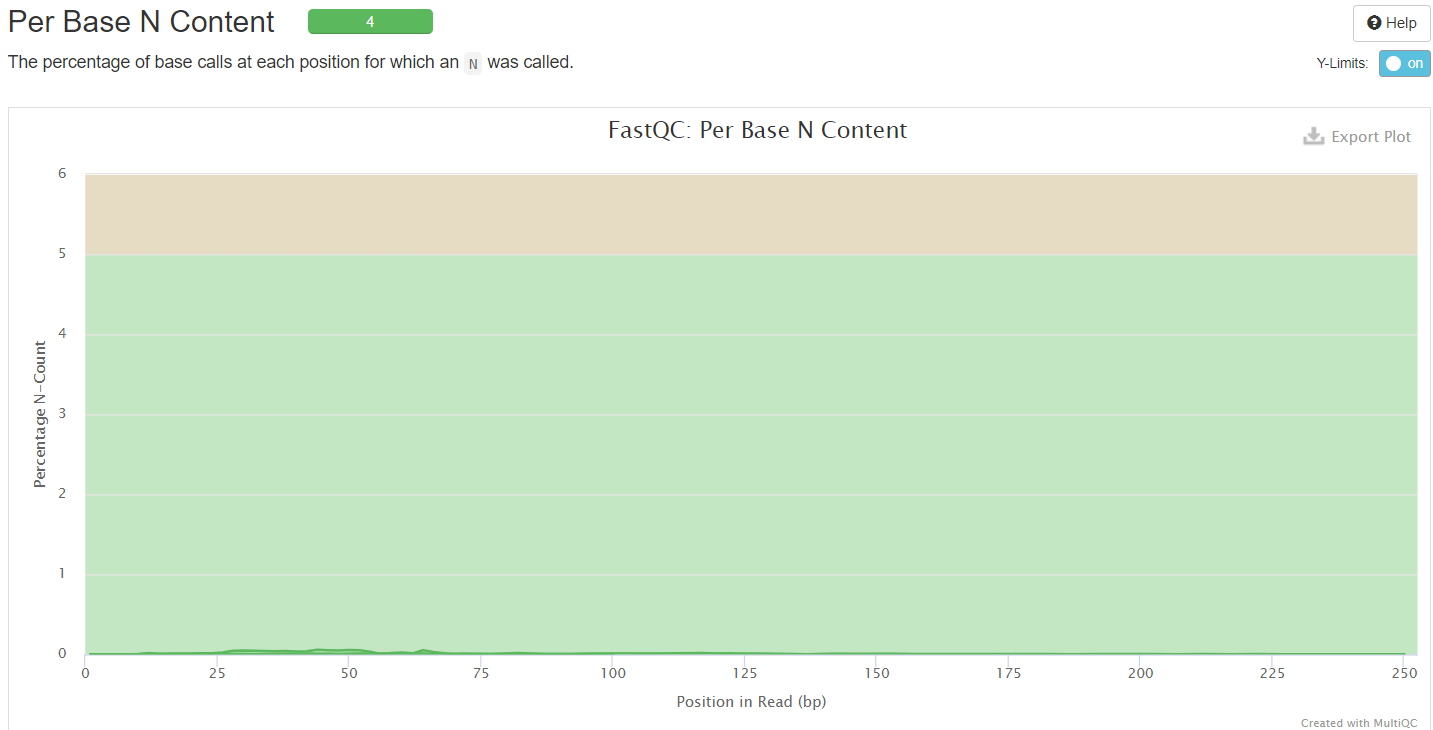 Per Base N Content 4
Help
The percentage of base calls at each position for which an N was called.
Y-Limits: on
FastQC: Per Base N Content
Export Plot
6
5
4
3
2
1
0
Percentage N-Count
0 25 50 75 100 125 150 175 200 225 250
Position in Read (bp)
Created with MultiQC